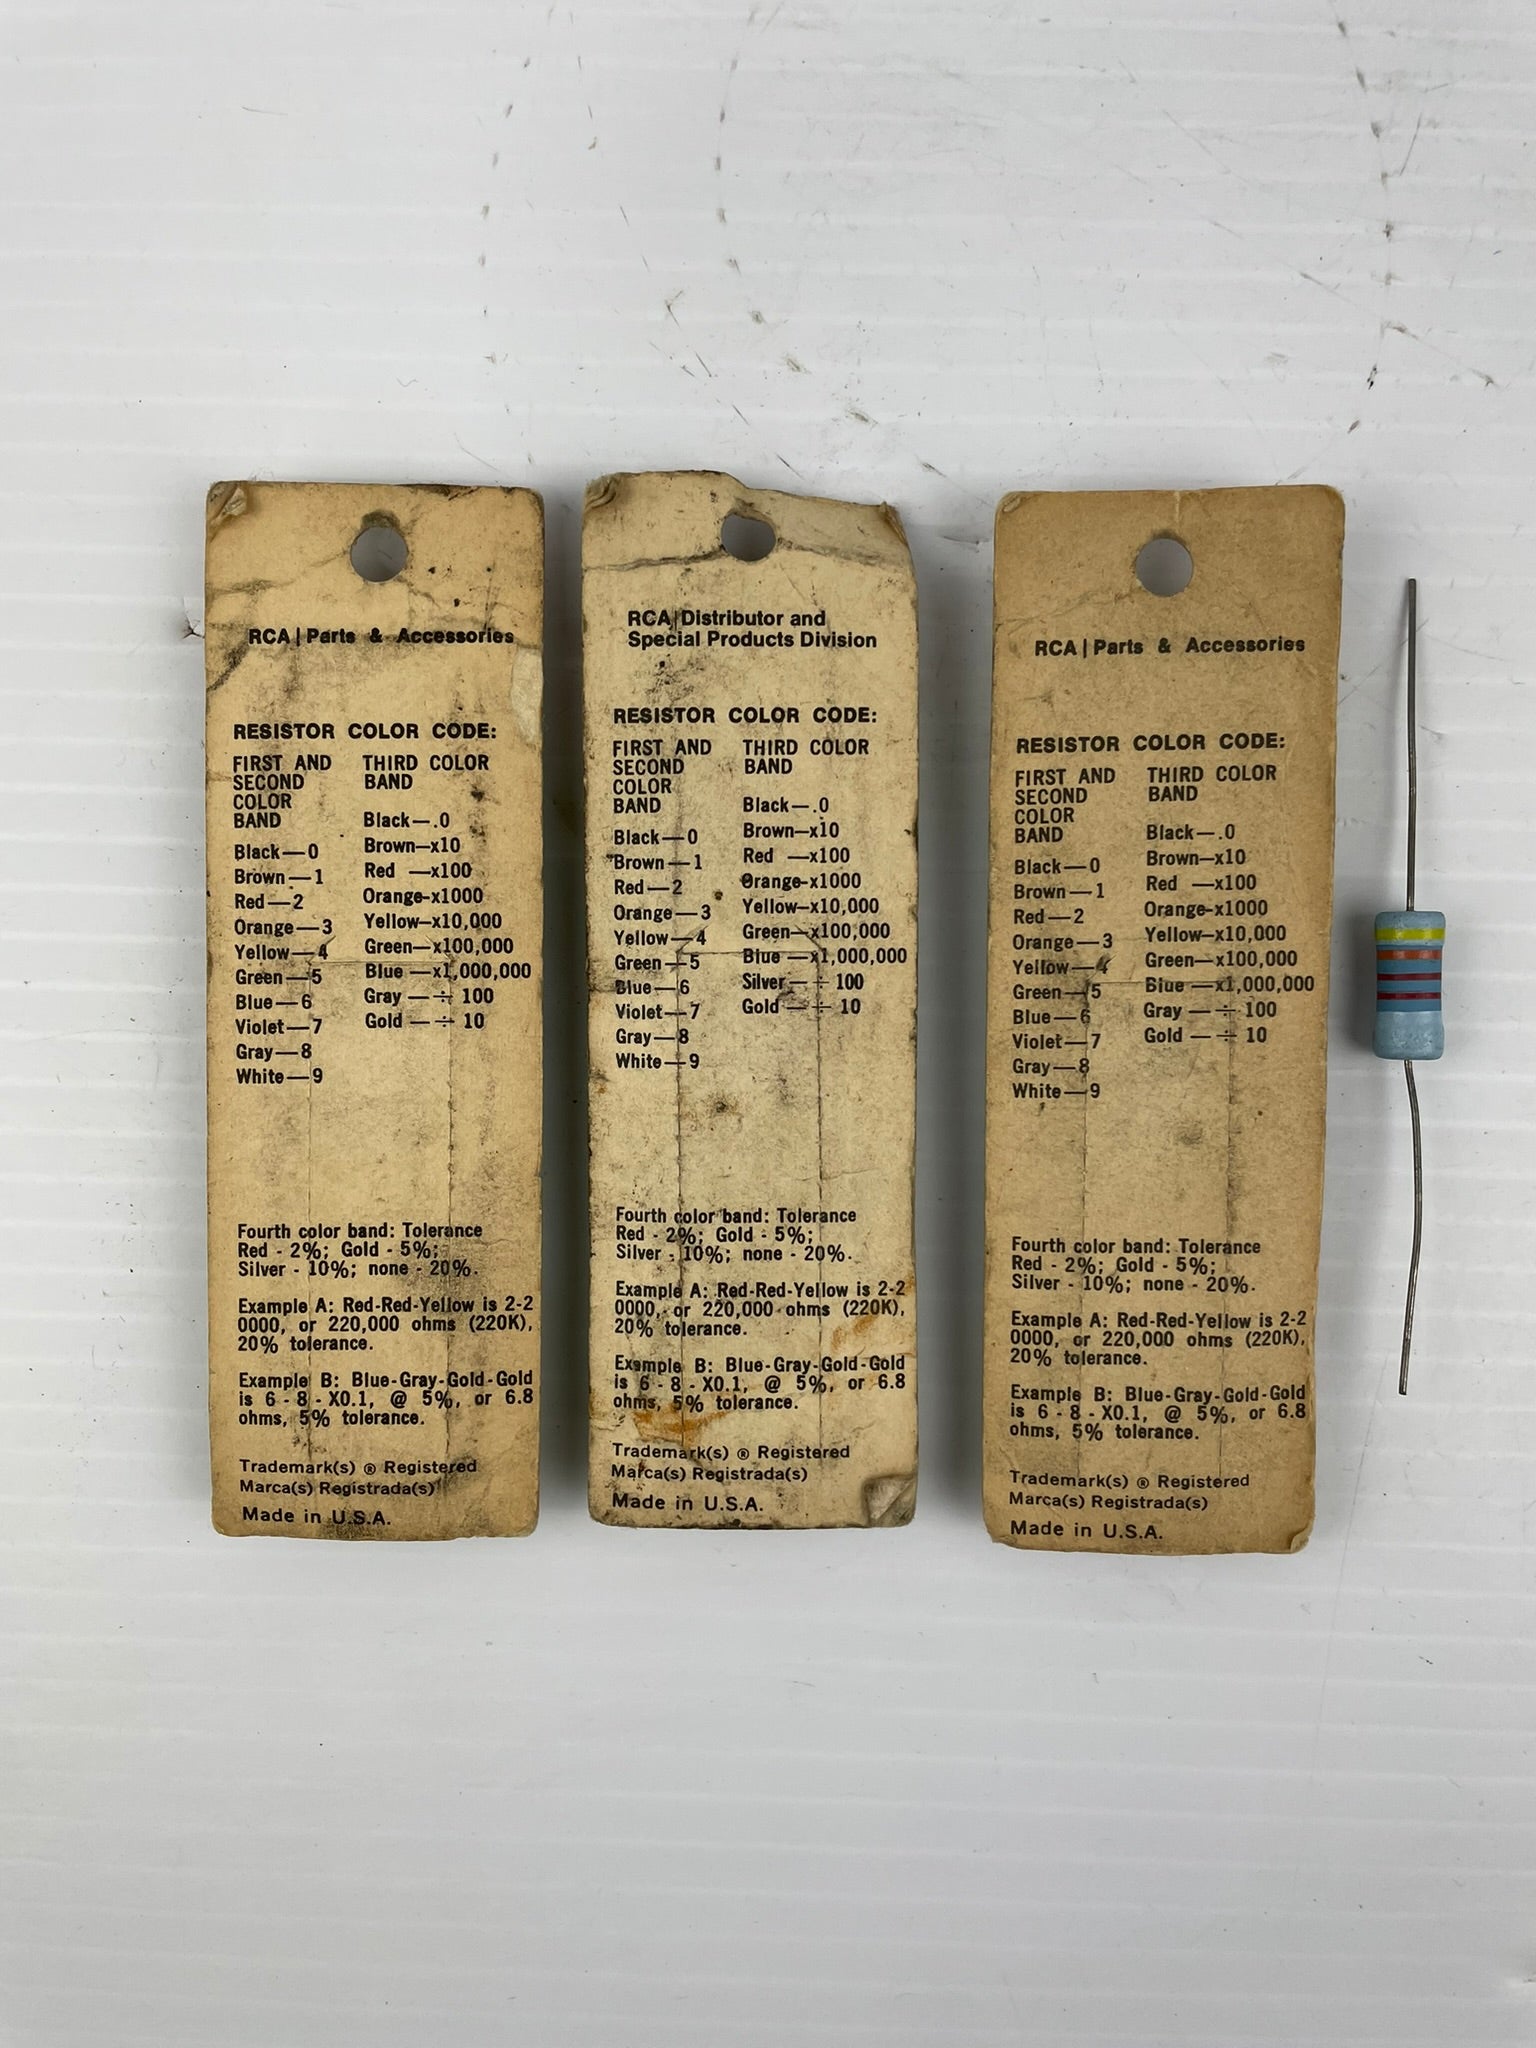 RCA | Parts & Accessories
RESISTOR COLOR CODE:
FIRST AND
SECOND
COLOR
BAND
Black—0
Brown—1
Red—2
Orange—3
Yellow—4
Green—5
Blue—6
Violet—7
Gray—8
White—9
THIRD COLOR
BAND
Black—.0
Brown—x10
Red —x100
Orange-x1000
Yellow—x10,000
Green—x100,000
Blue —x1,000,000
Gray —÷ 100
Gold —÷ 10
Fourth color band: Tolerance
Red - 2%; Gold - 5%;
Silver - 10%; none - 20%.
Example A: Red-Red-Yellow is 2-2
0000, or 220,000 ohms (220K),
20% tolerance.
Example B: Blue-Gray-Gold-Gold
is 6 - 8 - X0.1, @ 5%, or 6.8
ohms, 5% tolerance.
Trademark(s) ® Registered
Marca(s) Registrada(s)
Made in U.S.A.
RCA | Distributor and
Special Products Division
RESISTOR COLOR CODE:
FIRST AND
SECOND
COLOR
BAND
Black—0
Brown—1
Red—2
Orange—3
Yellow—4
Green—5
Blue—6
Violet—7
Gray—8
White—9
THIRD COLOR
BAND
Black—.0
Brown—x10
Red —x100
Orange-x1000
Yellow—x10,000
Green—x100,000
Blue —x1,000,000
Silver—÷ 100
Gold —÷ 10
Fourth color band: Tolerance
Red - 2%; Gold - 5%;
Silver - 10%; none - 20%.
Example A: Red-Red-Yellow is 2-2
0000, or 220,000 ohms (220K),
20% tolerance.
Example B: Blue-Gray-Gold-Gold
is 6 - 8 - X0.1, @ 5%, or 6.8
ohms, 5% tolerance.
Trademark(s) ® Registered
Marca(s) Registrada(s)
Made in U.S.A.
RCA | Parts & Accessories
RESISTOR COLOR CODE:
FIRST AND
SECOND
COLOR
BAND
Black—0
Brown—1
Red—2
Orange—3
Yellow—4
Green—5
Blue—6
Violet—7
Gray—8
White—9
THIRD COLOR
BAND
Black—.0
Brown—x10
Red —x100
Orange-x1000
Yellow—x10,000
Green—x100,000
Blue —x1,000,000
Gray —÷ 100
Gold —÷ 10
Fourth color band: Tolerance
Red - 2%; Gold - 5%;
Silver - 10%; none - 20%.
Example A: Red-Red-Yellow is 2-2
0000, or 220,000 ohms (220K),
20% tolerance.
Example B: Blue-Gray-Gold-Gold
is 6 - 8 - X0.1, @ 5%, or 6.8
ohms, 5% tolerance.
Trademark(s) ® Registered
Marca(s) Registrada(s)
Made in U.S.A.